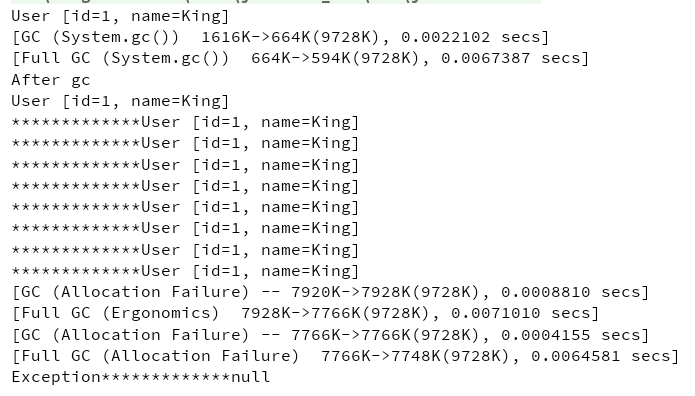 User [id=1, name=King]
[GC (System.gc())  1616K->664K(9728K), 0.0022102 secs]
[Full GC (System.gc())  664K->594K(9728K), 0.0067387 secs]
After gc
User [id=1, name=King]
*************User [id=1, name=King]
*************User [id=1, name=King]
*************User [id=1, name=King]
*************User [id=1, name=King]
*************User [id=1, name=King]
*************User [id=1, name=King]
*************User [id=1, name=King]
*************User [id=1, name=King]
[GC (Allocation Failure) -- 7920K->7928K(9728K), 0.0008810 secs]
[Full GC (Ergonomics)  7928K->7766K(9728K), 0.0071010 secs]
[GC (Allocation Failure) -- 7766K->7766K(9728K), 0.0004155 secs]
[Full GC (Allocation Failure)  7766K->7748K(9728K), 0.0064581 secs]
Exception*************null